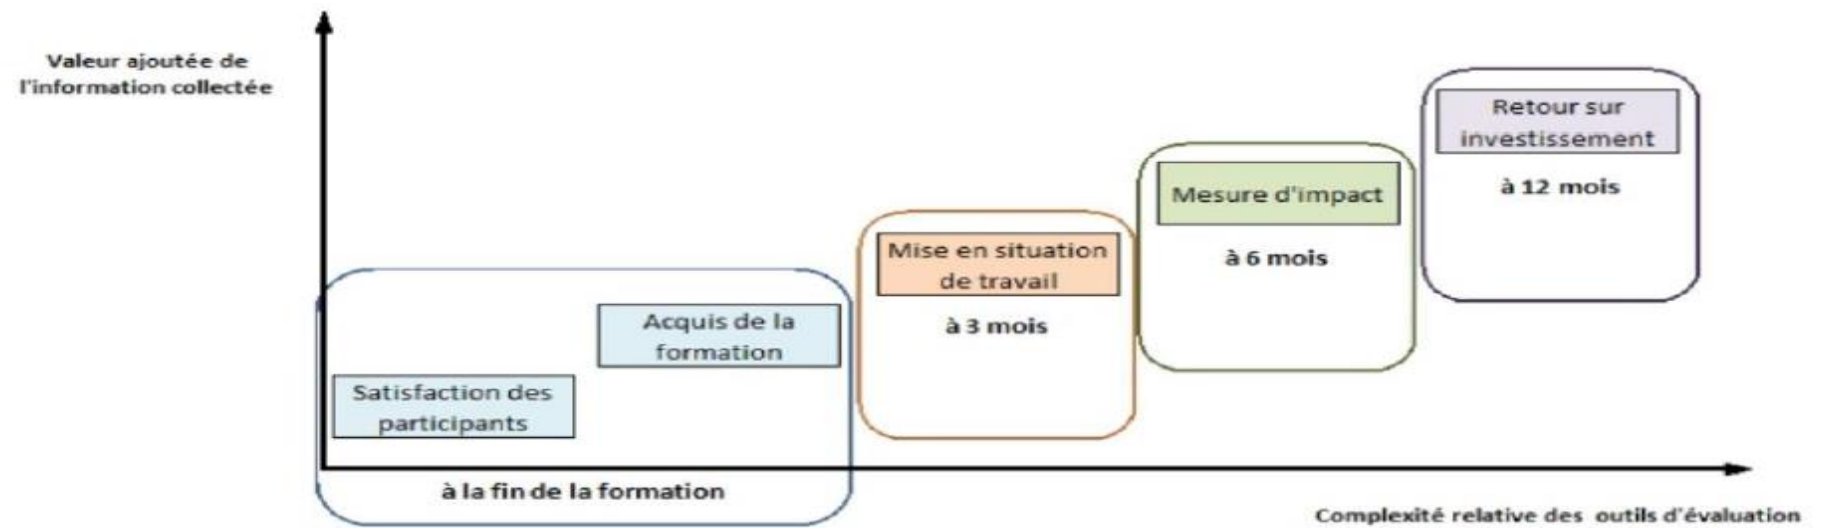 Valeur ajoutée de
l'information collectée
Retour sur
investissement
à 12 mois
Mesure d'impact
à 6 mois
Mise en situation
de travail
à 3 mois
Acquis de la
formation
Satisfaction des
participants
à la fin de la formation
Complexité relative des outils d'évaluation